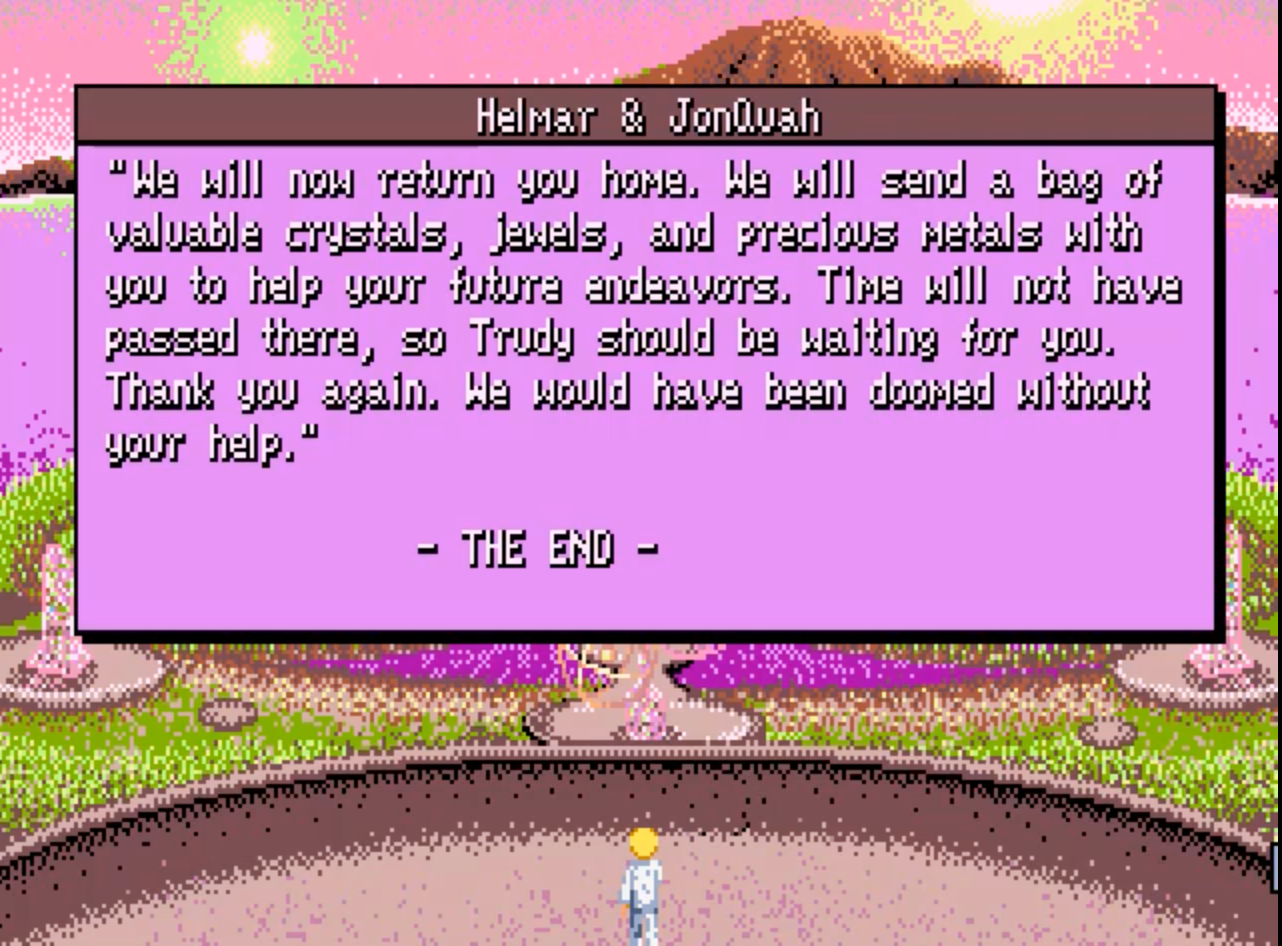 Helmar & JonQuah
"We will now return you home. We will send a bag of
valuable crystals, jewels, and precious metals with
you to help your future endeavors. Time will not have
passed there, so Trudy should be waiting for you.
Thank you again. We would have been doomed without
your help."
- THE END -